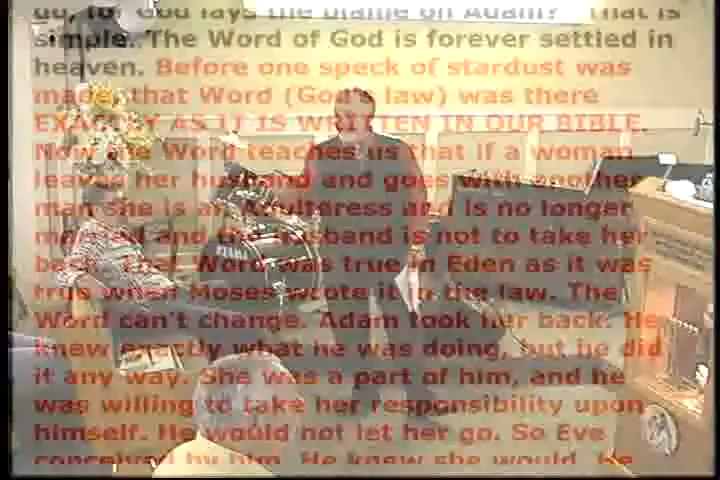 do, for God lays the blame on Adam? That is
simple. The Word of God is forever settled in
heaven. Before one speck of stardust was
made, that Word (God's law) was there
EXACTLY AS IT IS WRITTEN IN OUR BIBLE.
Now the Word teaches us that if a woman
leaves her husband and goes with another
man she is an adulteress and is no longer
married and the husband is not to take her
back. That Word was true in Eden as it was
true when Moses wrote it in the law. The
Word can't change. Adam took her back. He
knew exactly what he was doing, but he did
it any way. She was a part of him, and he
was willing to take her responsibility upon
himself. He would not let her go. So Eve
conceived by him. He knew she would. He
TAMA